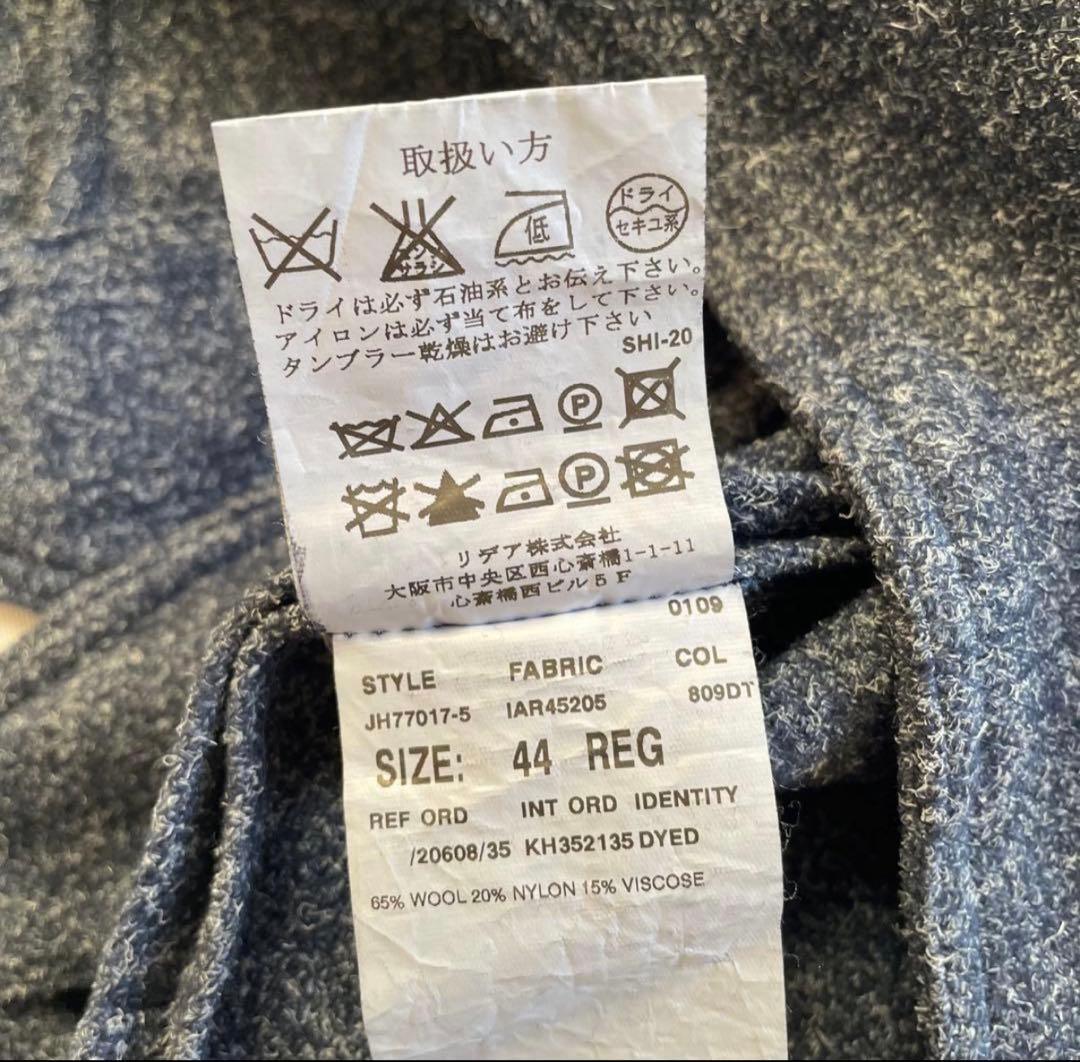 取扱い方
エンソ
サラシ
低
ドライ
セキユ系
ドライは必ず石油系とお伝え下さい。
アイロンは必ず当て布をして下さい。
タンブラー乾燥はお避け下さい
SHI-20
P
P
リデア株式会社
大阪市中央区西心斎橋1-1-11
心斎橋西ビル5F
0109
STYLE FABRIC COL
JH77017-5 IAR45205 809DT
SIZE: 44 REG
REF ORD INT ORD IDENTITY
/20608/35 KH352135 DYED
65% WOOL 20% NYLON 15% VISCOSE